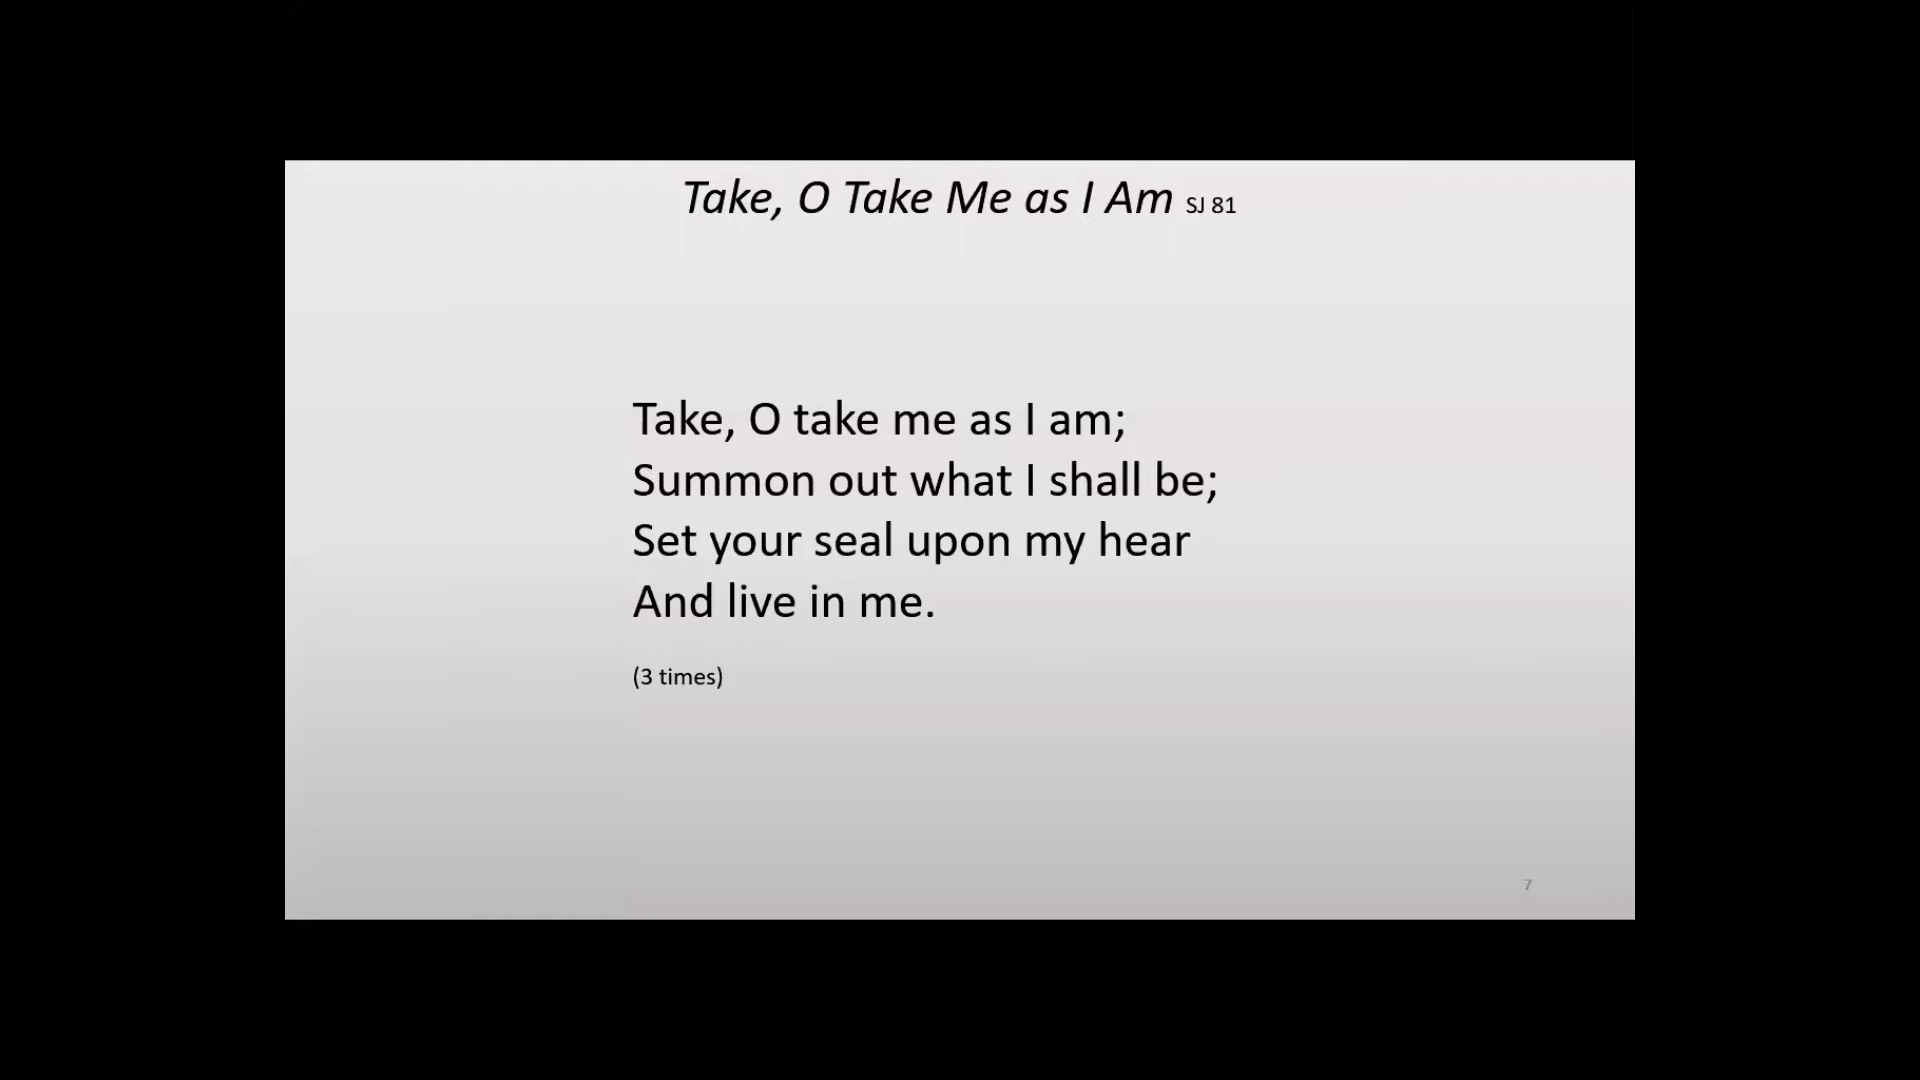 Take, O Take Me as I Am SJ 81
Take, O take me as I am;
Summon out what I shall be;
Set your seal upon my hear
And live in me.
(3 times)
7